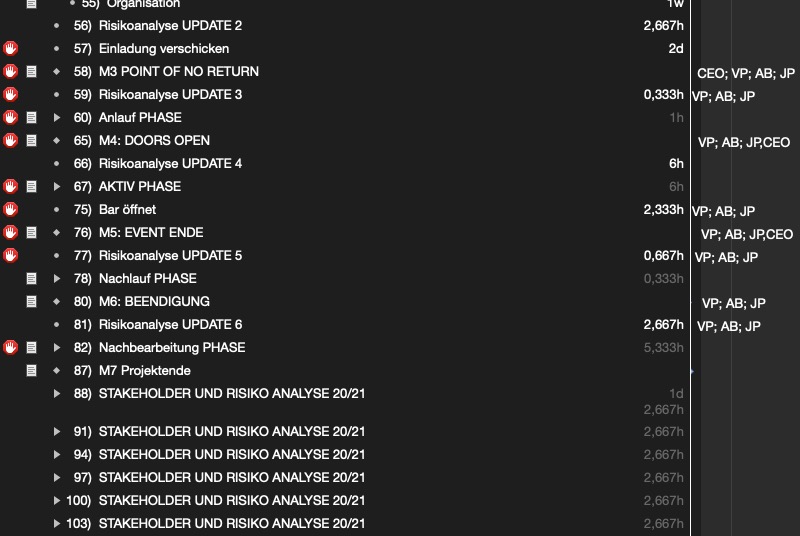 55) Organisation 1w
56) Risikoanalyse UPDATE 2 2,667h
57) Einladung verschicken 2d
58) M3 POINT OF NO RETURN CEO; VP; AB; JP
59) Risikoanalyse UPDATE 3 0,333h VP; AB; JP
60) Anlauf PHASE 1h
65) M4: DOORS OPEN VP; AB; JP,CEO
66) Risikoanalyse UPDATE 4 6h
67) AKTIV PHASE 6h
75) Bar öffnet 2,333h VP; AB; JP
76) M5: EVENT ENDE VP; AB; JP,CEO
77) Risikoanalyse UPDATE 5 0,667h VP; AB; JP
78) Nachlauf PHASE 0,333h
80) M6: BEENDIGUNG VP; AB; JP
81) Risikoanalyse UPDATE 6 2,667h VP; AB; JP
82) Nachbearbeitung PHASE 5,333h
87) M7 Projektende
88) STAKEHOLDER UND RISIKO ANALYSE 20/21 1d
2,667h
91) STAKEHOLDER UND RISIKO ANALYSE 20/21 2,667h
94) STAKEHOLDER UND RISIKO ANALYSE 20/21 2,667h
97) STAKEHOLDER UND RISIKO ANALYSE 20/21 2,667h
100) STAKEHOLDER UND RISIKO ANALYSE 20/21 2,667h
103) STAKEHOLDER UND RISIKO ANALYSE 20/21 2,667h